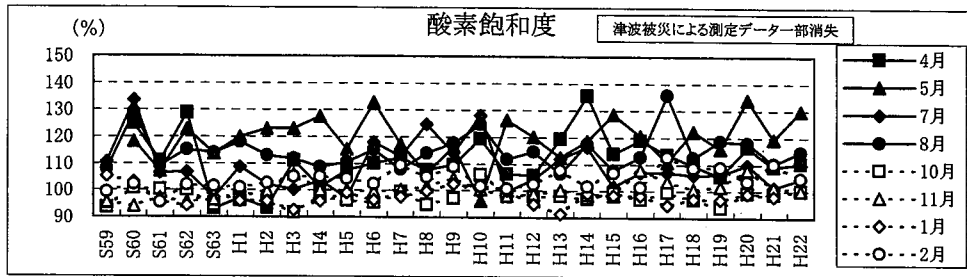 (%)
酸素飽和度
津波被災による測定データ一部消失
150
140
130
120
110
100
90
S59
S60
S61
S62
S63
H1
H2
H3
H4
H5
H6
H7
H8
H9
H10
H11
H12
H13
H14
H15
H16
H17
H18
H19
H20
H21
H22
4月
5月
7月
8月
10月
11月
1月
2月